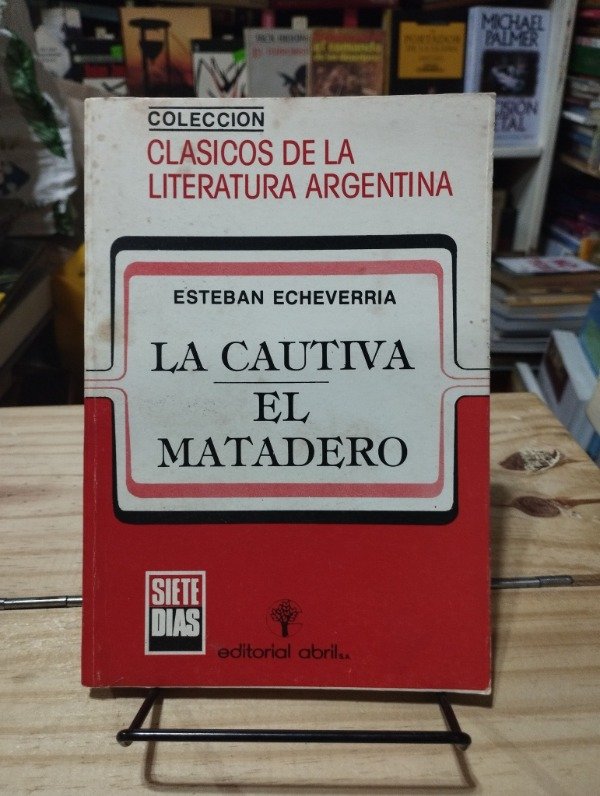 COLECCION
CLASICOS DE LA
LITERATURA ARGENTINA
ESTEBAN ECHEVERRIA
LA CAUTIVA
EL
MATADERO
SIETE
DIAS
editorial abril s.a.
MICHAEL
PALMER